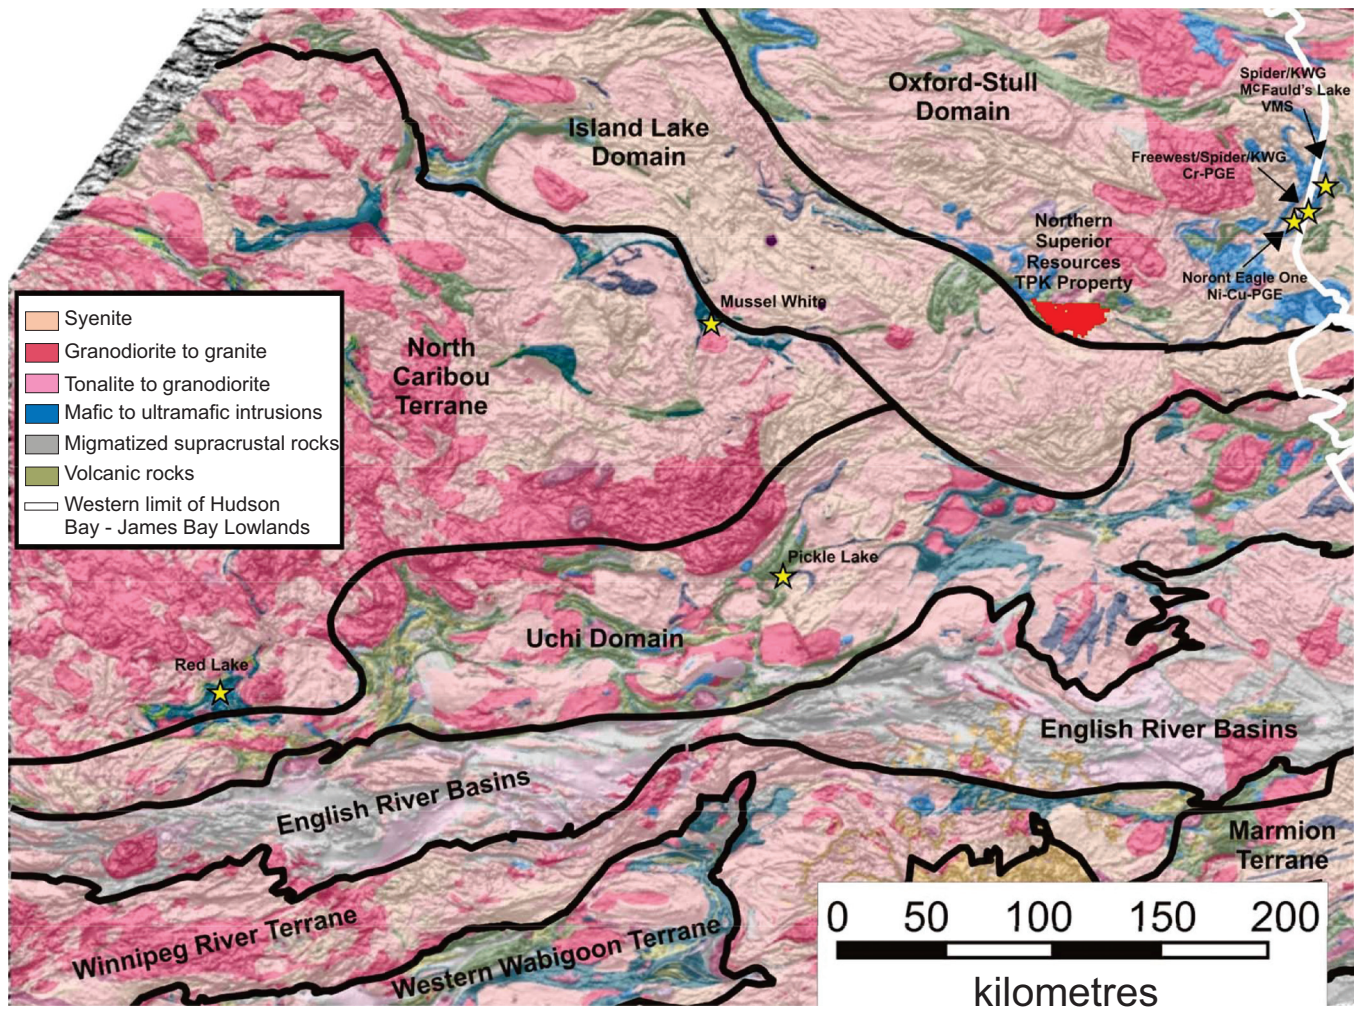 Oxford-Stull
Domain
Island Lake
Domain
Spider/KWG
McFauld's Lake
VMS
Freewest/Spider/KWG
Cr-PGE
Northern
Superior
Resources
TPK Property
Noront Eagle One
Ni-Cu-PGE
Mussel White
North
Caribou
Terrane
Syenite
Granodiorite to granite
Tonalite to granodiorite
Mafic to ultramafic intrusions
Migmatized supracrustal rocks
Volcanic rocks
Western limit of Hudson
Bay - James Bay Lowlands
Pickle Lake
Uchi Domain
Red Lake
English River Basins
English River Basins
Marmion
Terrane
Winnipeg River Terrane
Western Wabigoon Terrane
0 50 100 150 200
kilometres